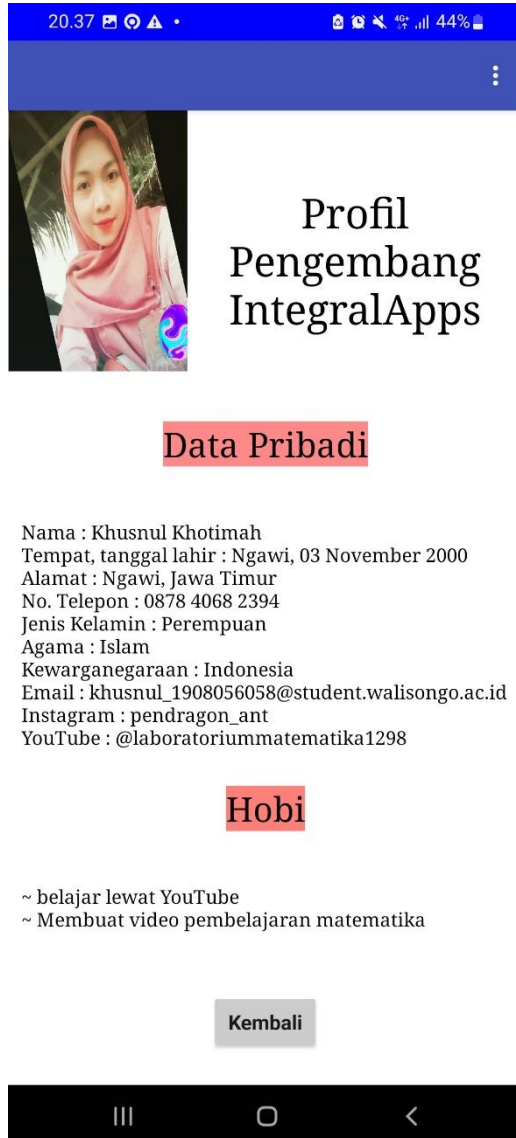 20.37
4G+
44%
Profil
Pengembang
IntegralApps
Data Pribadi
Nama : Khusnul Khotimah
Tempat, tanggal lahir : Ngawi, 03 November 2000
Alamat : Ngawi, Jawa Timur
No. Telepon : 0878 4068 2394
Jenis Kelamin : Perempuan
Agama : Islam
Kewarganegaraan : Indonesia
Email : khusnul_1908056058@student.walisongo.ac.id
Instagram : pendragon_ant
YouTube : @laboratoriummatematika1298
Hobi
~ belajar lewat YouTube
~ Membuat video pembelajaran matematika
Kembali